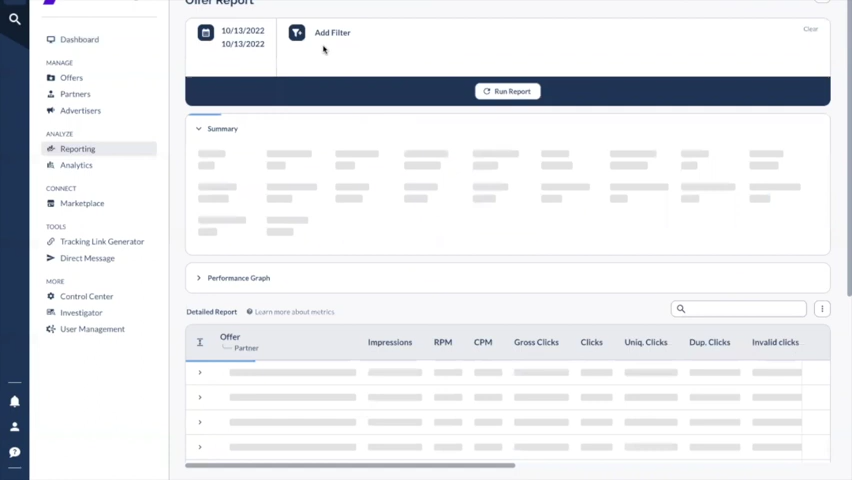 Offer Report
10/13/2022
10/13/2022
Add Filter
Clear
Run Report
Dashboard
MANAGE
Offers
Partners
Advertisers
ANALYZE
Reporting
Analytics
CONNECT
Marketplace
TOOLS
Tracking Link Generator
Direct Message
MORE
Control Center
Investigator
User Management
Summary
Performance Graph
Detailed Report
Learn more about metrics
Offer
Partner
Impressions
RPM
CPM
Gross Clicks
Clicks
Uniq. Clicks
Dup. Clicks
Invalid clicks